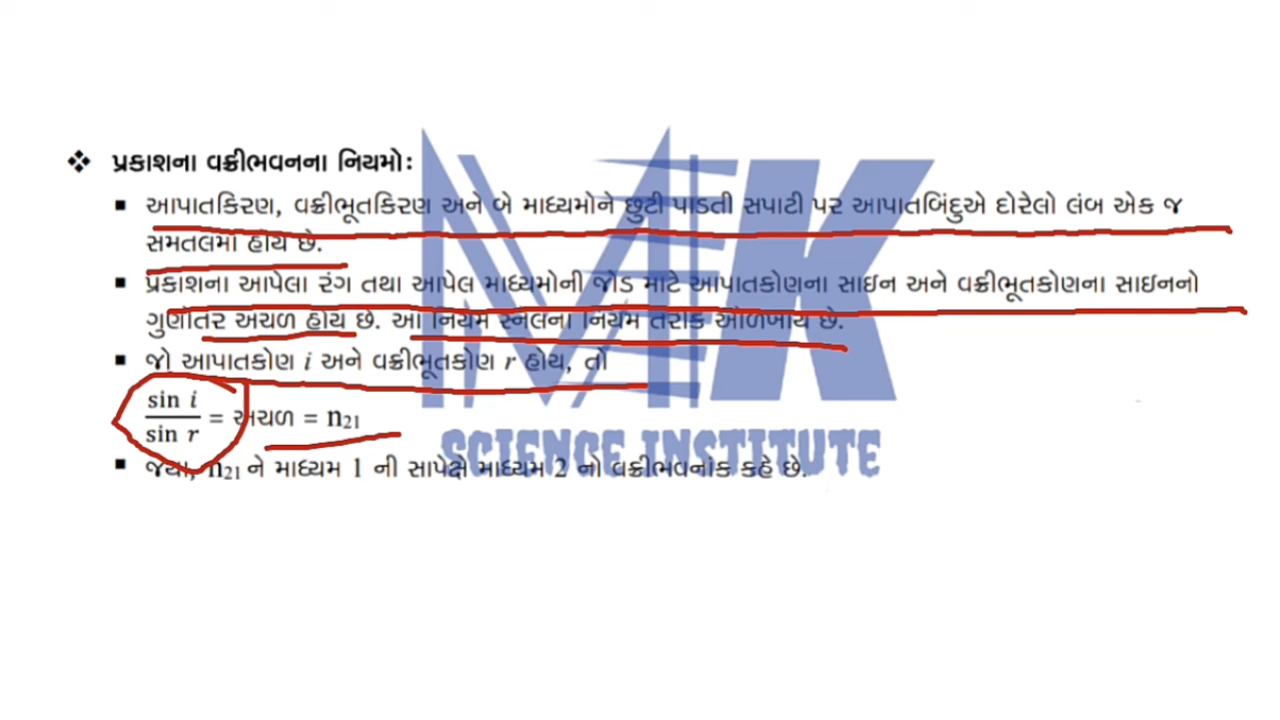 ❖ પ્રકાશના વક્રીભવનના નિયમો:
▪ આપાતકિરણ, વક્રીભૂતકિરણ અને બે માધ્યમોને છુટી પાડતી સપાટી પર આપાતબિંદુએ દોરેલો લંબ એક જ
સમતલમાં હોય છે.
▪ પ્રકાશના આપેલા રંગ તથા આપેલ માધ્યમોની જોડ માટે આપાતકોણના સાઈન અને વક્રીભૂતકોણના સાઈનનો
ગુણોતર અચળ હોય છે. આ નિયમ સ્નેલના નિયમ તરીકે ઓળખાય છે.
▪ જો આપાતકોણ i અને વક્રીભૂતકોણ r હોય, તો
sin i / sin r = અચળ = n₂₁
▪ જ્યાં, n₂₁ ને માધ્યમ 1 ની સાપેક્ષે માધ્યમ 2 નો વક્રીભવનાંક કહે છે.
MEK
SCIENCE INSTITUTE